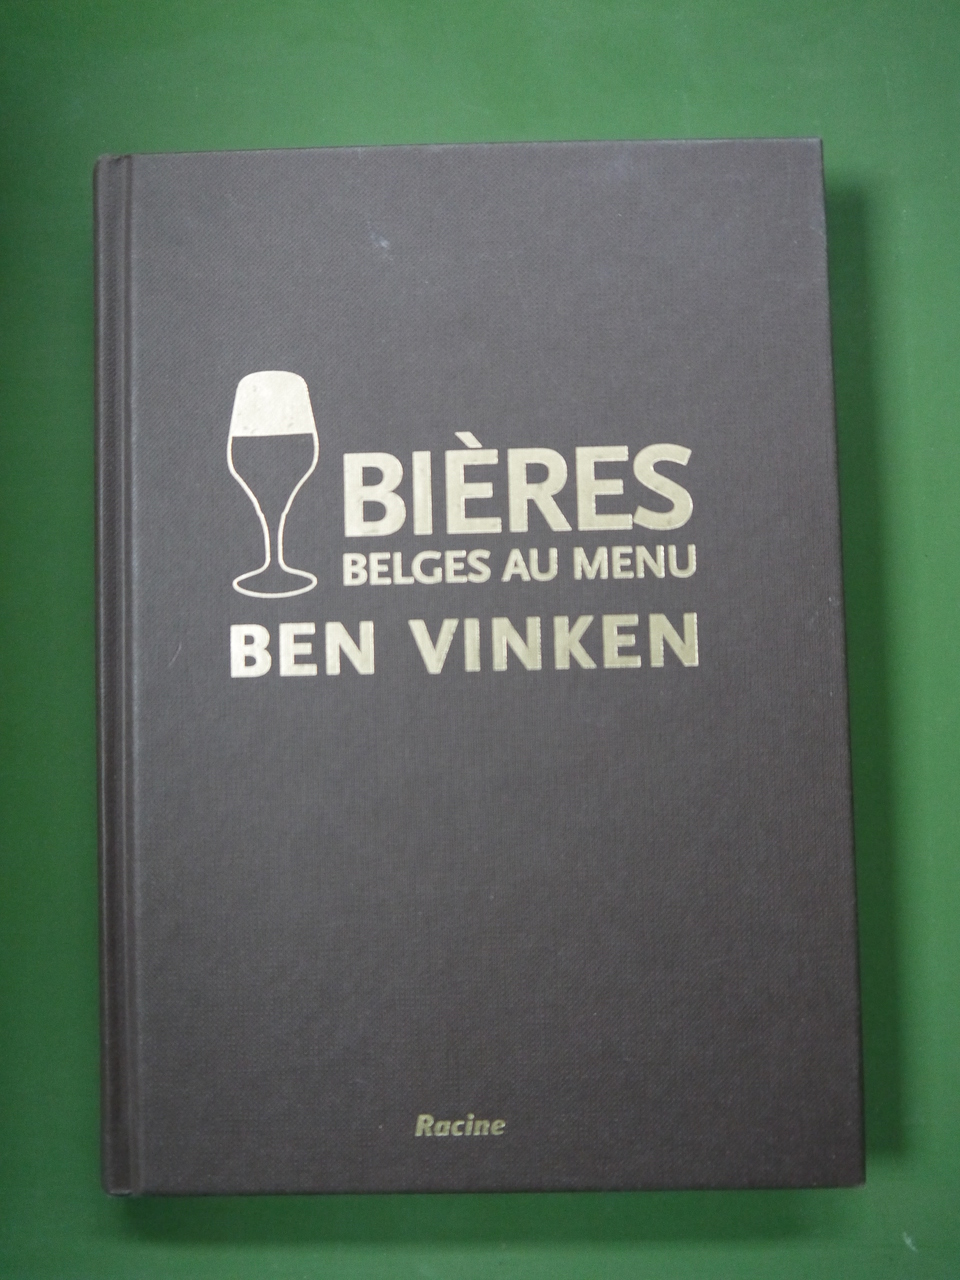 BIÈRES
BELGES AU MENU
BEN VINKEN
Racine